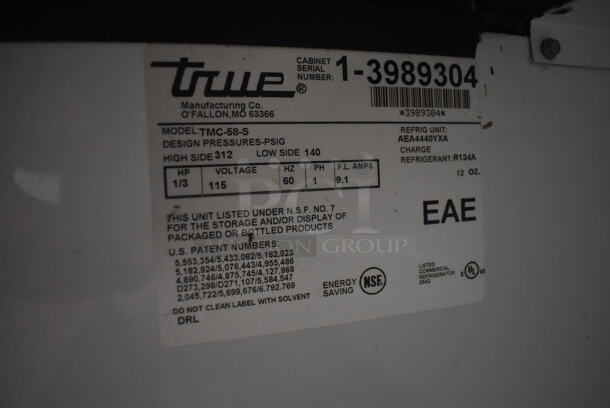 true®
Manufacturing Co.
O'FALLON, MO 63366
CABINET
SERIAL
NUMBER: 1-3989304
*3989304*
MODEL: TMC-58-S
DESIGN PRESSURES-PSIG
HIGH SIDE 312 LOW SIDE 140
REFRIG UNIT:
AEA4440YXA
CHARGE
REFRIGERANT: R134A
12 OZ.
HP VOLTAGE HZ PH F.L. AMPS
1/3 115 60 1 9.1
THIS UNIT LISTED UNDER N.S.F. NO. 7
FOR THE STORAGE AND/OR DISPLAY OF
PACKAGED OR BOTTLED PRODUCTS
EAE
GROUP
U.S. PATENT NUMBERS:
5,553,354/5,433,092/5,182,923
5,182,924/5,076,443/4,955,486
4,890,746/4,875,745/4,127,968
D273,298/D271,107/5,584,547
2,045,722/5,699,676/6,792,769
DO NOT CLEAN LABEL WITH SOLVENT
DRL
ENERGY
SAVING
NSF
UL
LISTED
COMMERCIAL
REFRIGERATOR